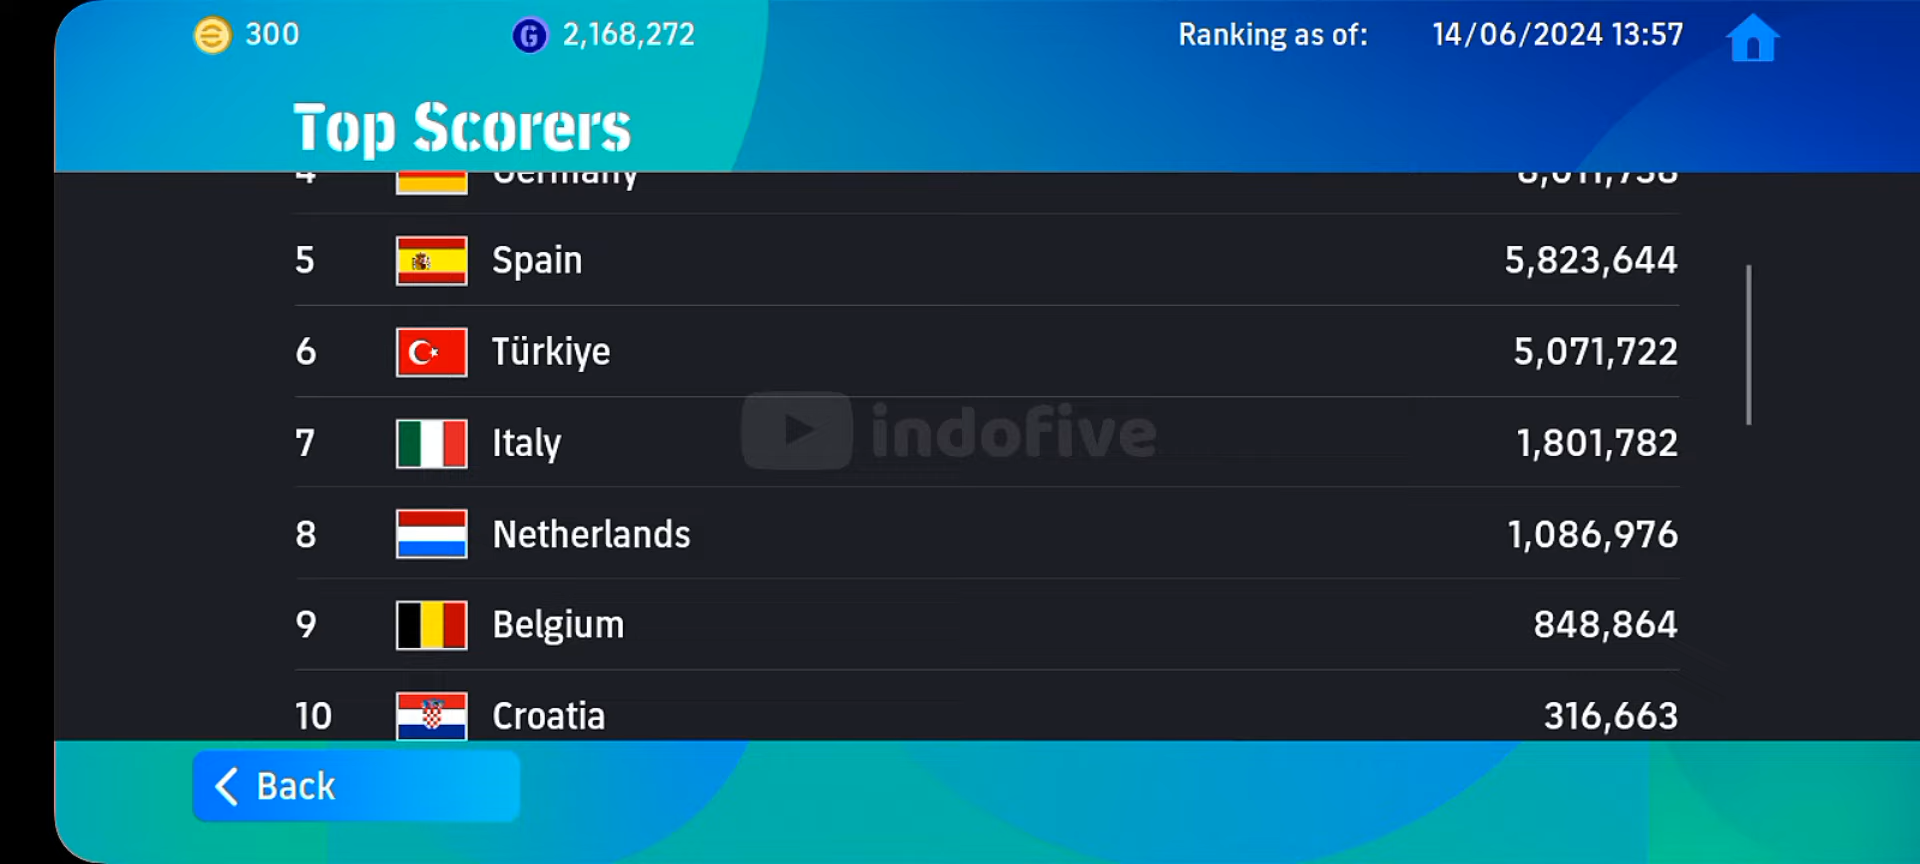 300
G 2,168,272
Ranking as of: 14/06/2024 13:57
Top Scorers
4 Germany
5 Spain 5,823,644
6 Türkiye 5,071,722
7 Italy 1,801,782
indofive
8 Netherlands 1,086,976
9 Belgium 848,864
10 Croatia 316,663
Back